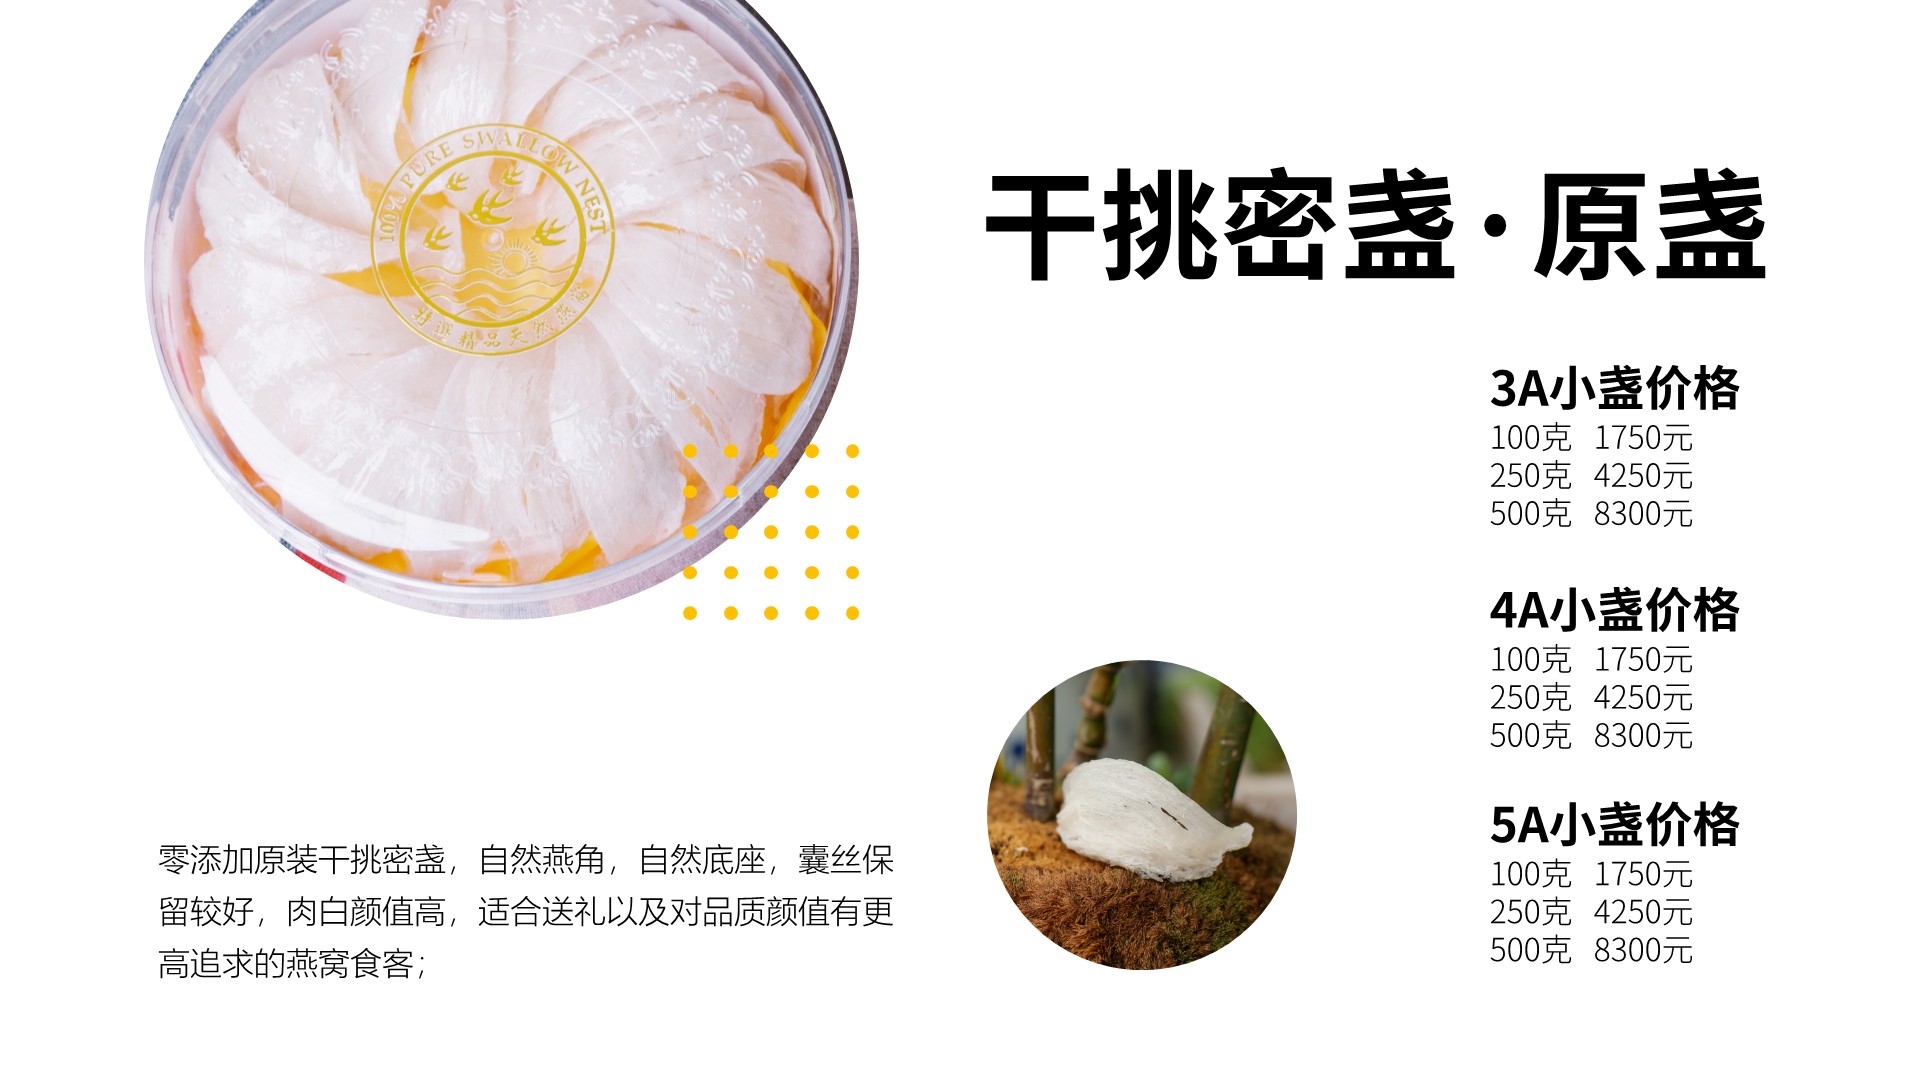 100% PURE SWALLOW NEST
特選精品天然燕窩
干挑密盏·原盏
3A小盏价格
100克 1750元
250克 4250元
500克 8300元
4A小盏价格
100克 1750元
250克 4250元
500克 8300元
5A小盏价格
100克 1750元
250克 4250元
500克 8300元
零添加原装干挑密盏，自然燕角，自然底座，囊丝保
留较好，肉白颜值高，适合送礼以及对品质颜值有更
高追求的燕窝食客；